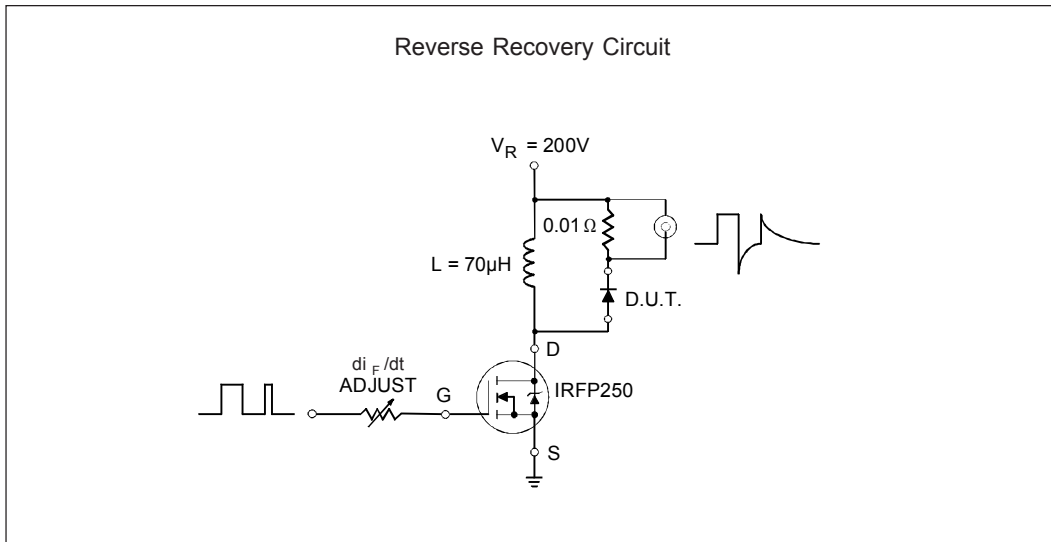 Reverse Recovery Circuit
V_R = 200V
0.01 Ω
L = 70µH
D.U.T.
di_F/dt
ADJUST
G
D
IRFP250
S